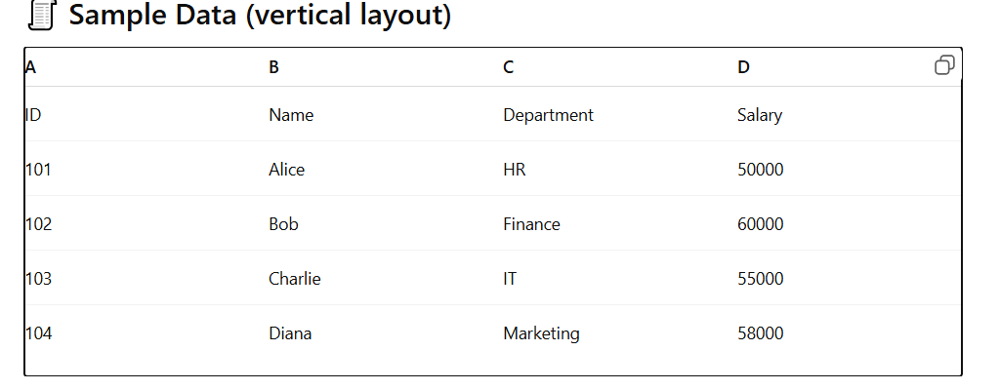 Sample Data (vertical layout)
A B C D
ID Name Department Salary
101 Alice HR 50000
102 Bob Finance 60000
103 Charlie IT 55000
104 Diana Marketing 58000